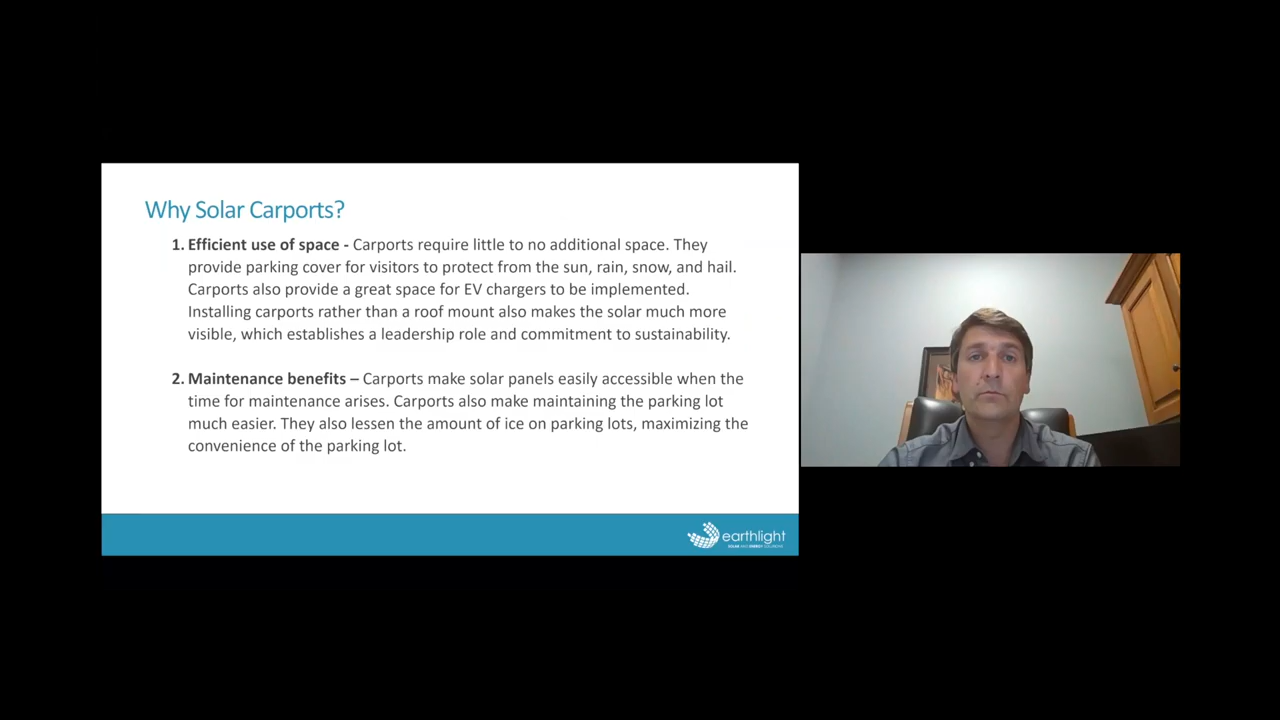 Why Solar Carports?
1. Efficient use of space - Carports require little to no additional space. They
provide parking cover for visitors to protect from the sun, rain, snow, and hail.
Carports also provide a great space for EV chargers to be implemented.
Installing carports rather than a roof mount also makes the solar much more
visible, which establishes a leadership role and commitment to sustainability.
2. Maintenance benefits – Carports make solar panels easily accessible when the
time for maintenance arises. Carports also make maintaining the parking lot
much easier. They also lessen the amount of ice on parking lots, maximizing the
convenience of the parking lot.
earthlight
SOLAR AND ENERGY SOLUTIONS